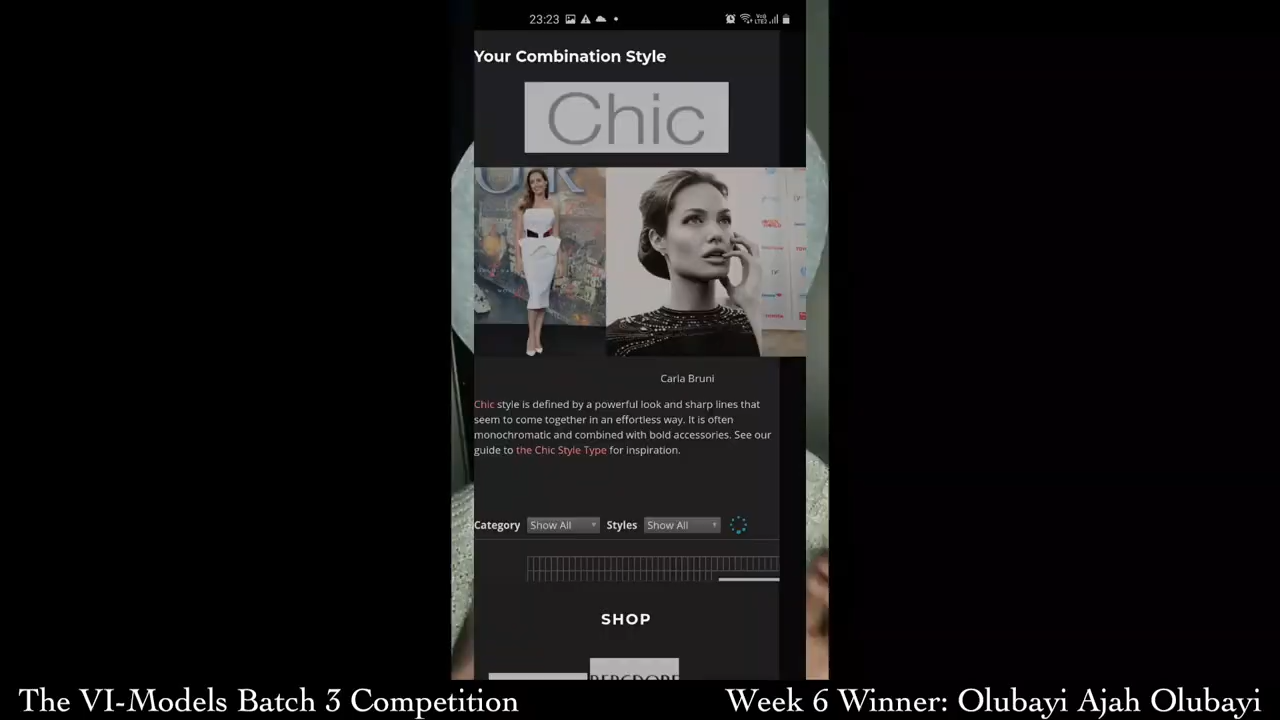 23:23
Your Combination Style
Chic
Carla Bruni
Chic style is defined by a powerful look and sharp lines that
seem to come together in an effortless way. It is often
monochromatic and combined with bold accessories. See our
guide to the Chic Style Type for inspiration.
Category Show All Styles Show All
SHOP
The VI-Models Batch 3 Competition
Week 6 Winner: Olubayi Ajah Olubayi